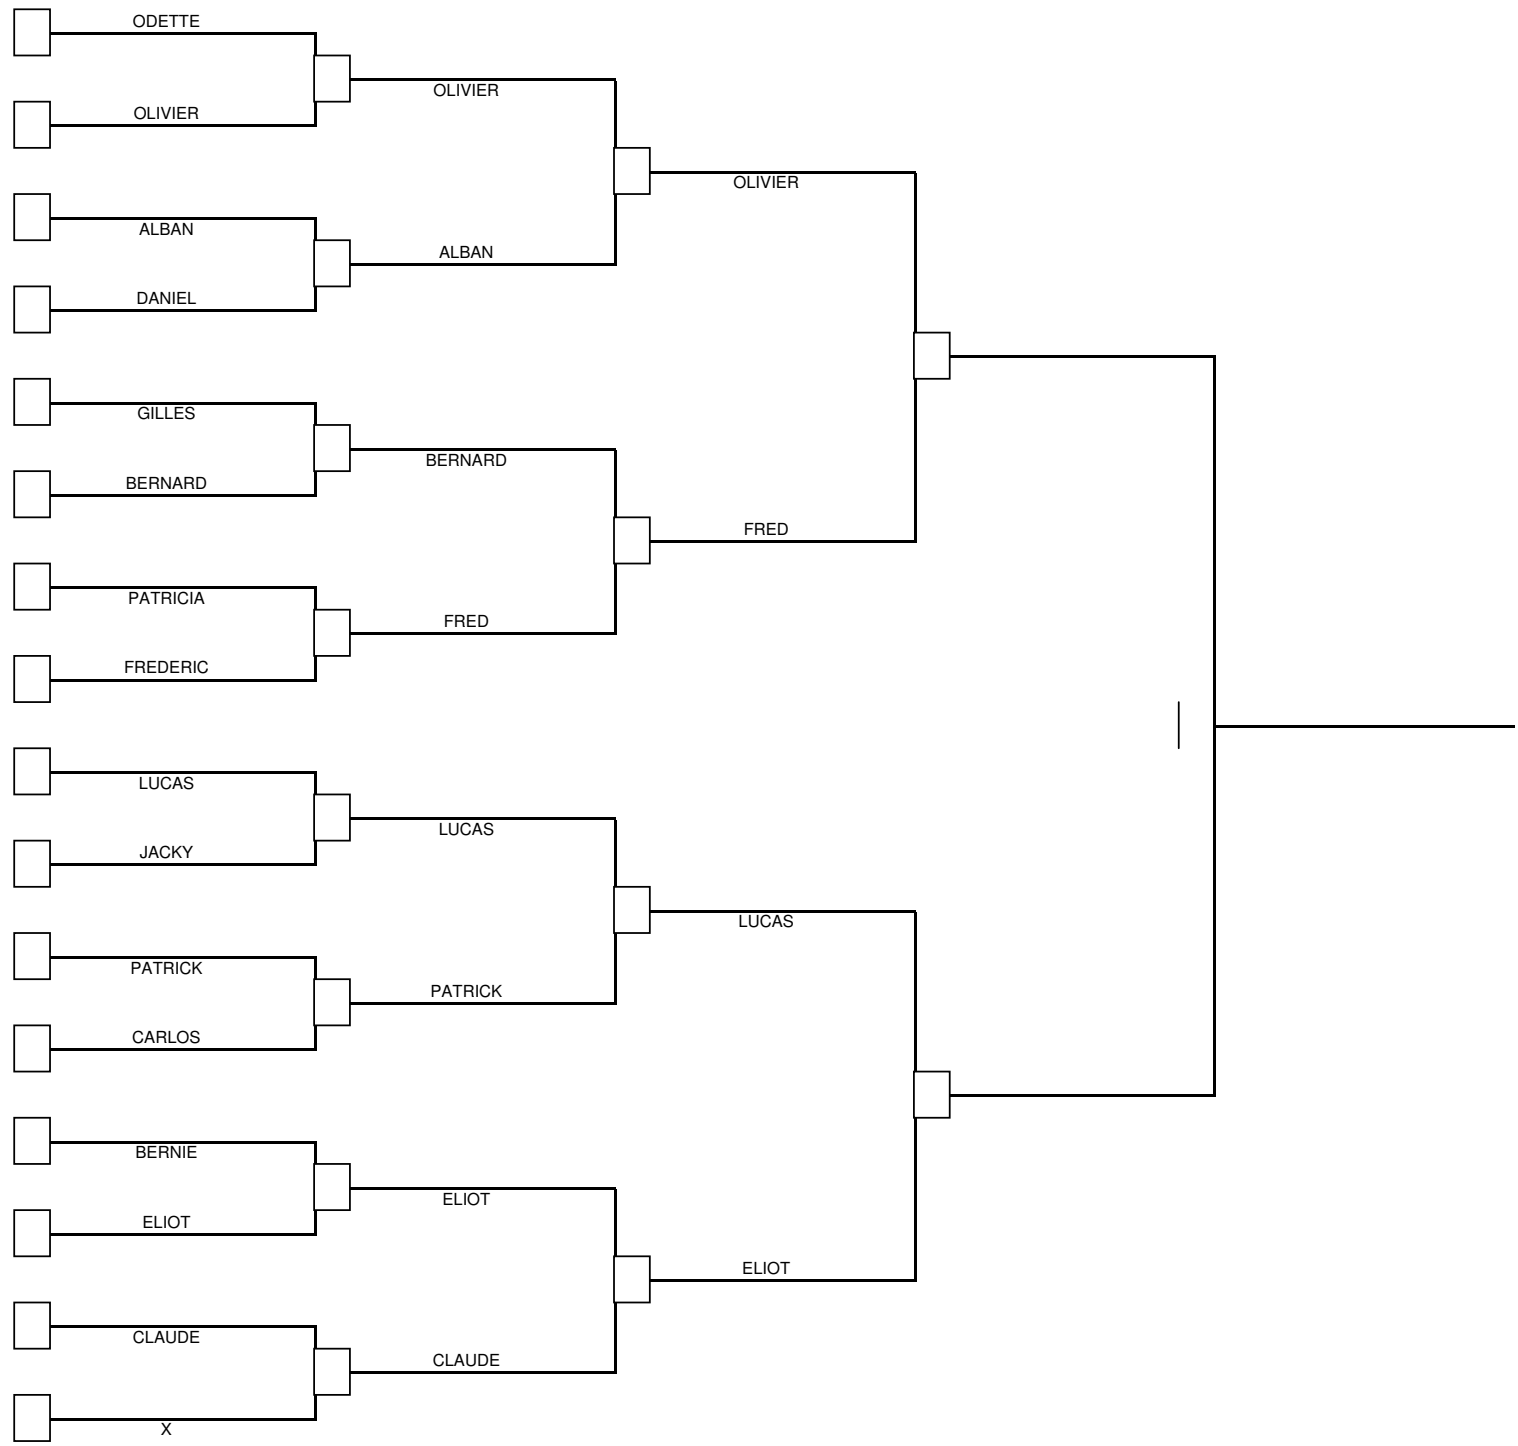 ODETTE
OLIVIER
OLIVIER
OLIVIER
ALBAN
ALBAN
DANIEL
GILLES
BERNARD
BERNARD
FRED
PATRICIA
FRED
FREDERIC
LUCAS
LUCAS
JACKY
LUCAS
PATRICK
PATRICK
CARLOS
BERNIE
ELIOT
ELIOT
ELIOT
CLAUDE
CLAUDE
X